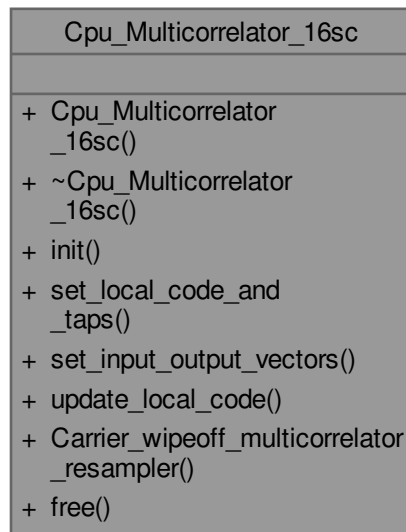 Cpu_Multicorrelator_16sc
+ Cpu_Multicorrelator
_16sc()
+ ~Cpu_Multicorrelator
_16sc()
+ init()
+ set_local_code_and
_taps()
+ set_input_output_vectors()
+ update_local_code()
+ Carrier_wipeoff_multicorrelator
_resampler()
+ free()